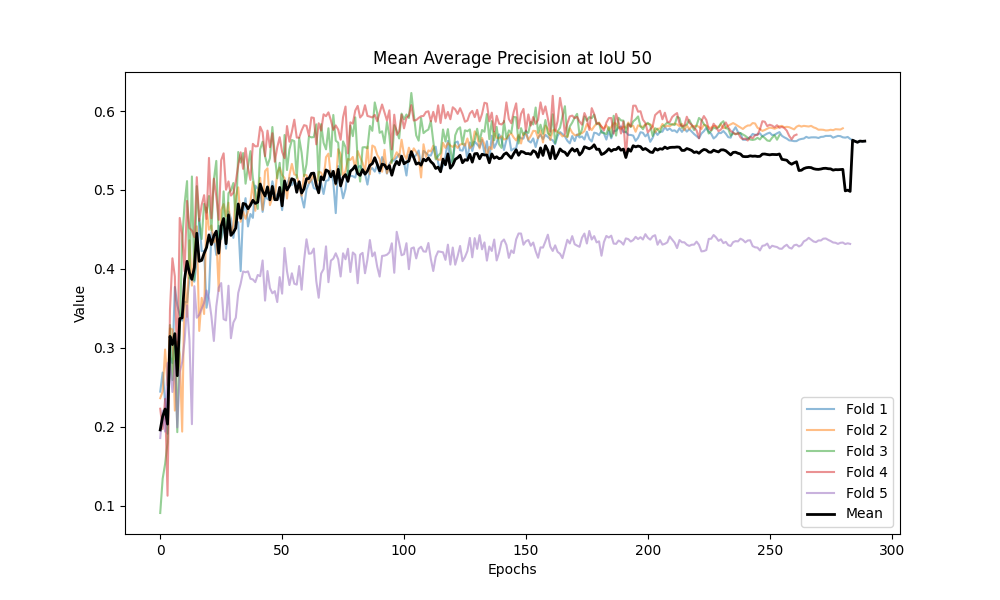 Mean Average Precision at IoU 50
Value
0.6
0.5
0.4
0.3
0.2
0.1
0
50
100
150
200
250
300
Epochs
Fold 1
Fold 2
Fold 3
Fold 4
Fold 5
Mean